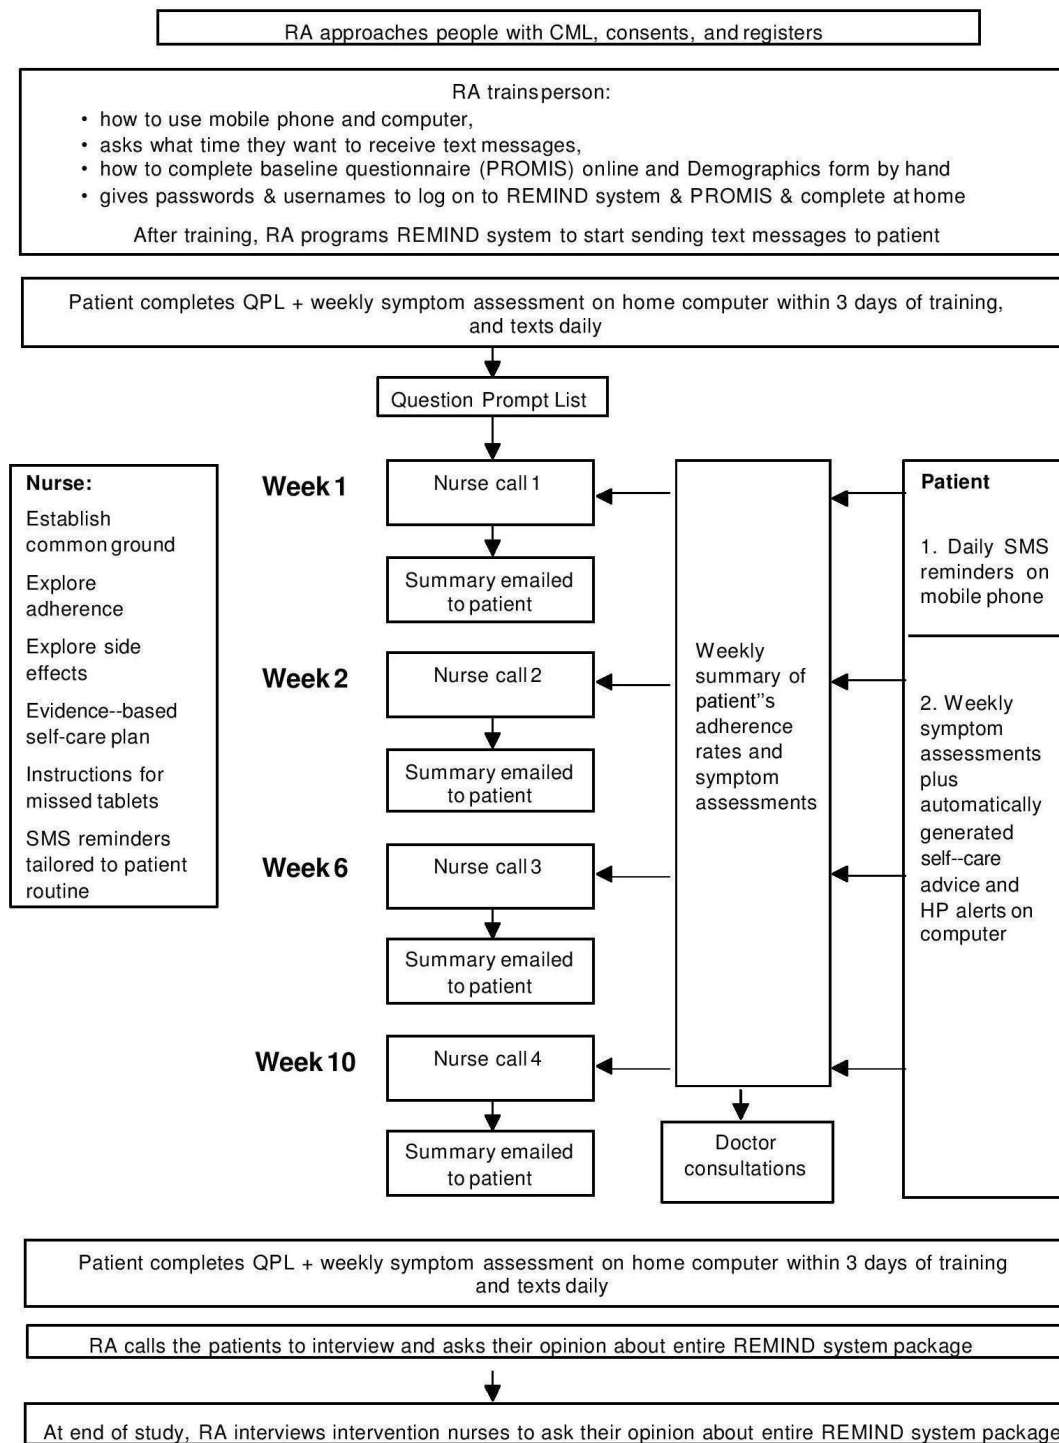 RA approaches people with CML, consents, and registers
RA trains person:
• how to use mobile phone and computer,
• asks what time they want to receive text messages,
• how to complete baseline questionnaire (PROMIS) online and Demographics form by hand
• gives passwords & usernames to log on to REMIND system & PROMIS & complete at home
After training, RA programs REMIND system to start sending text messages to patient
Patient completes QPL + weekly symptom assessment on home computer within 3 days of training,
and texts daily
Question Prompt List
Nurse:
Establish
common ground
Explore
adherence
Explore side
effects
Evidence--based
self-care plan
Instructions for
missed tablets
SMS reminders
tailored to patient
routine
Week 1
Nurse call 1
Summary emailed
to patient
Week 2
Nurse call 2
Summary emailed
to patient
Week 6
Nurse call 3
Summary emailed
to patient
Week 10
Nurse call 4
Summary emailed
to patient
Weekly
summary of
patient"s
adherence
rates and
symptom
assessments
Doctor
consultations
Patient
1. Daily SMS
reminders on
mobile phone
2. Weekly
symptom
assessments
plus
automatically
generated
self--care
advice and
HP alerts on
computer
Patient completes QPL + weekly symptom assessment on home computer within 3 days of training
and texts daily
RA calls the patients to interview and asks their opinion about entire REMIND system package
At end of study, RA interviews intervention nurses to ask their opinion about entire REMIND system package